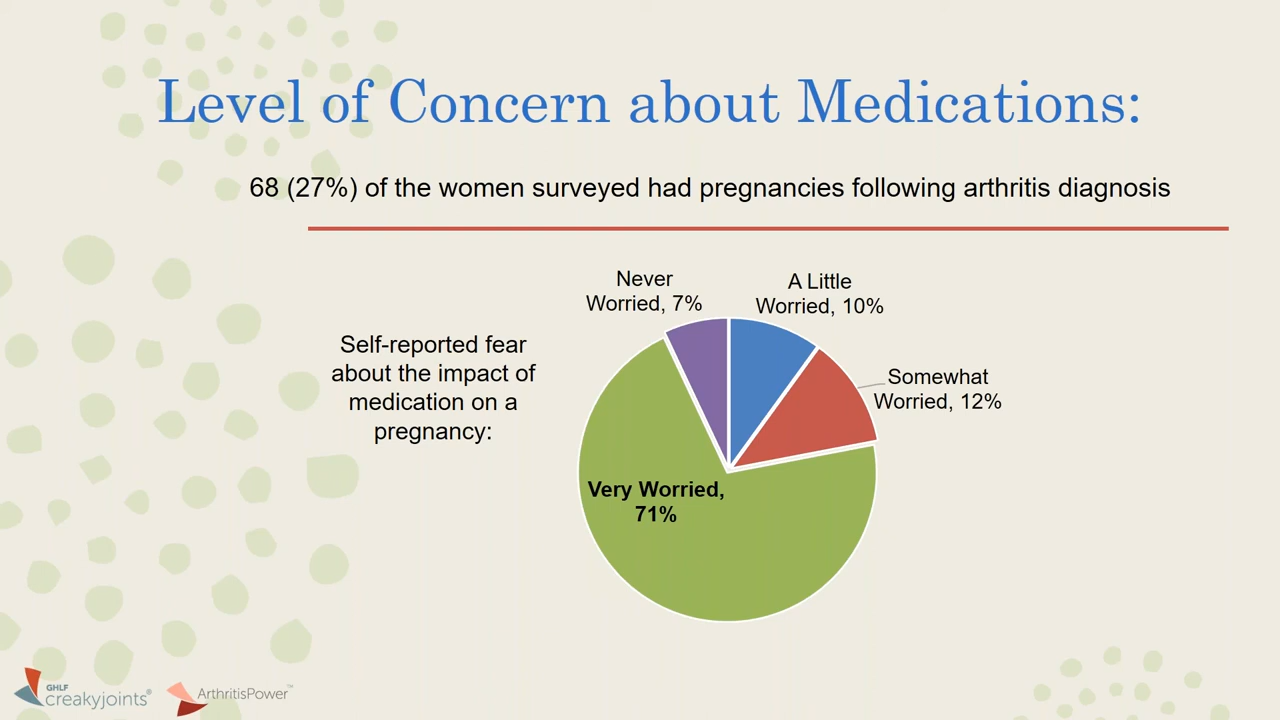 Level of Concern about Medications:
68 (27%) of the women surveyed had pregnancies following arthritis diagnosis
Never
Worried, 7%
A Little
Worried, 10%
Self-reported fear
about the impact of
medication on a
pregnancy:
Somewhat
Worried, 12%
Very Worried,
71%
GHLF
creakyjoints®
ArthritisPower™